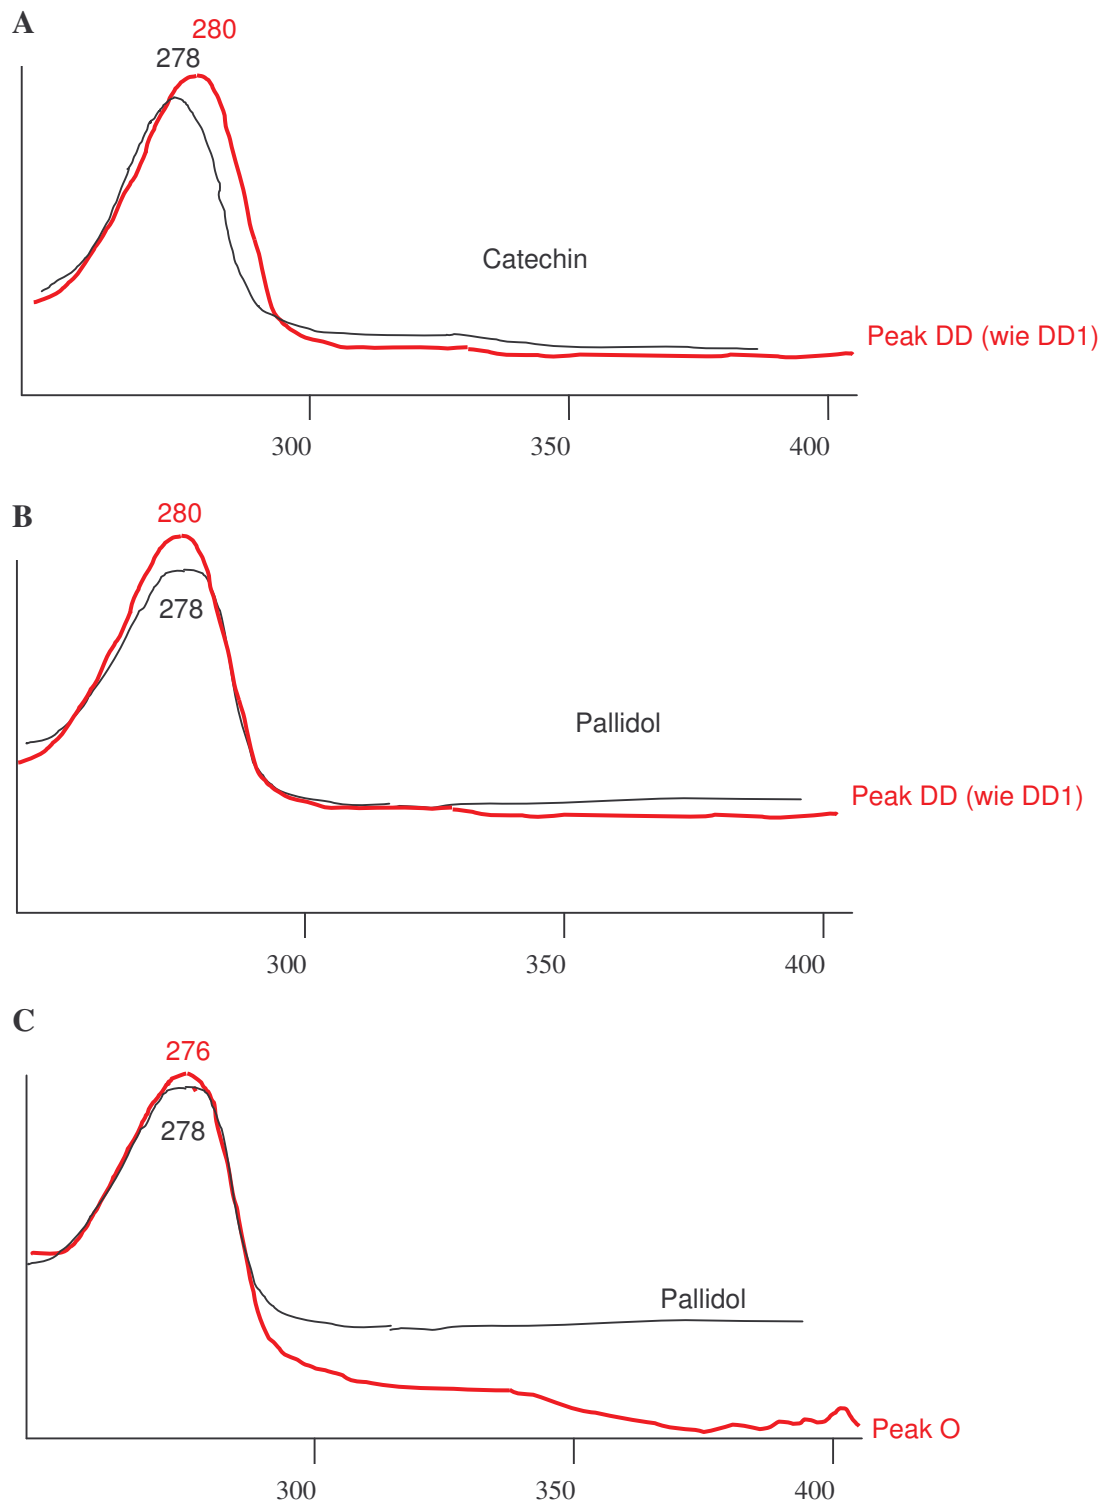 A
280
278
Catechin
Peak DD (wie DD1)
300 350 400
B
280
278
Pallidol
Peak DD (wie DD1)
300 350 400
C
276
278
Pallidol
Peak O
300 350 400